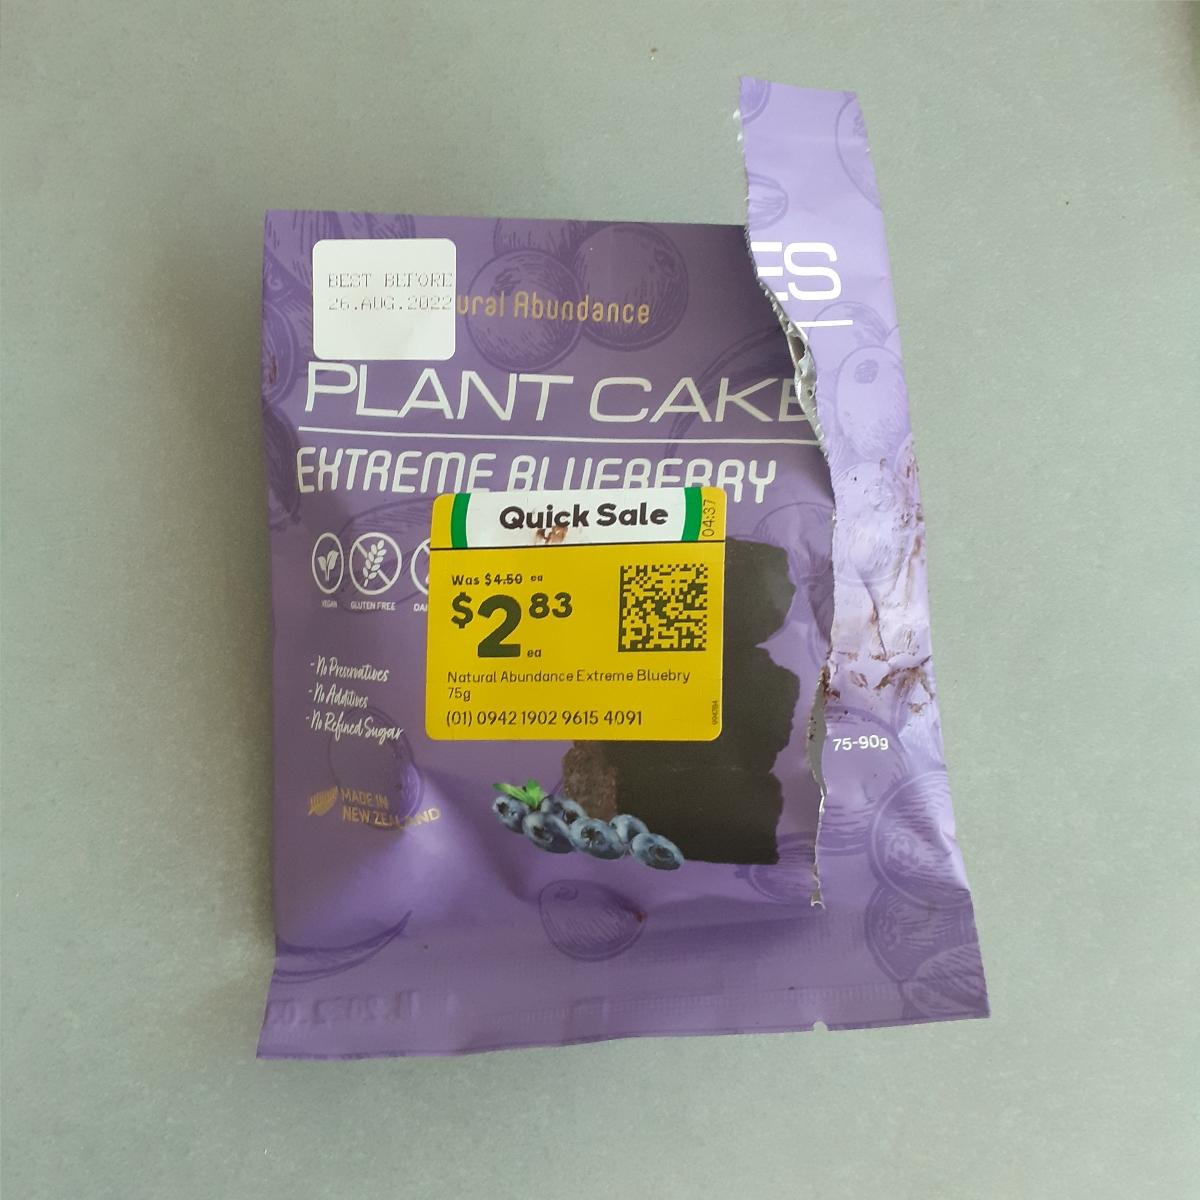 BEST BEFORE
26.AUG.2022
ural Abundance
PLANT CAKE
ES
EXTREME BLUEBERRY
Quick Sale
04:37
Was $4.50 ea
$2 83
ea
Natural Abundance Extreme Bluebry
75g
(01) 0942 1902 9615 4091
VEGAN
GLUTEN FREE
DAI
-No Preservatives
-No Additives
-No Refined Sugar
75-90g
MADE IN
NEW ZEALAND